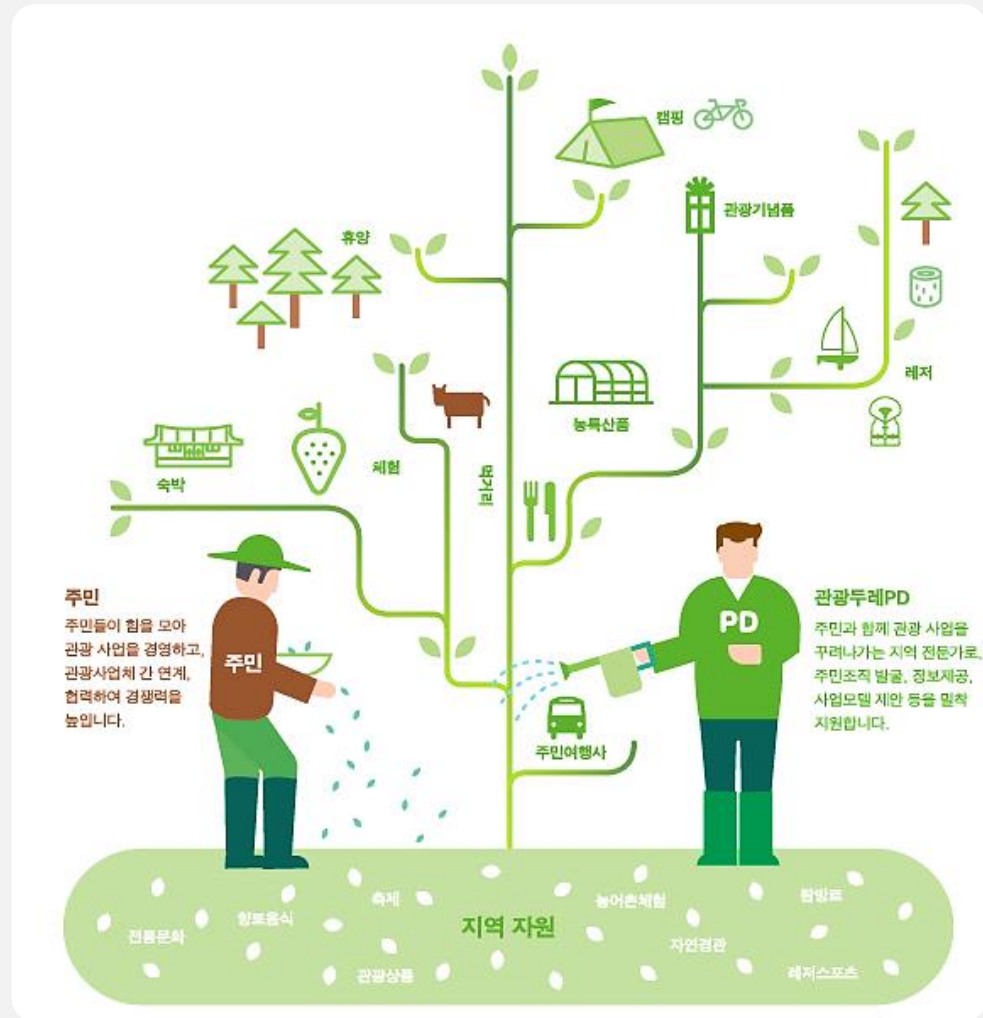 캠핑
관광기념품
휴양
레저
농특산품
체험
먹거리
숙박
주민
주민들이 힘을 모아
관광 사업을 경영하고,
관광사업체 간 연계,
협력하여 경쟁력을
높입니다.
주민
PD
관광두레PD
주민과 함께 관광 사업을
꾸려나가는 지역 전문가로,
주민조직 발굴, 정보제공,
사업모델 제안 등을 밀착
지원합니다.
주민여행사
축제
농어촌체험
탐방로
향토음식
지역 자원
전통문화
자연경관
관광상품
레저스포츠